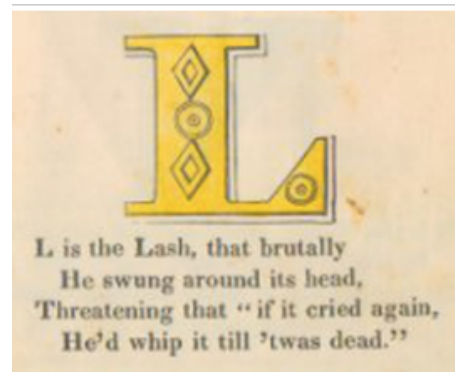 L
L is the Lash, that brutally
He swung around its head,
Threatening that "if it cried again,
He'd whip it till 'twas dead."